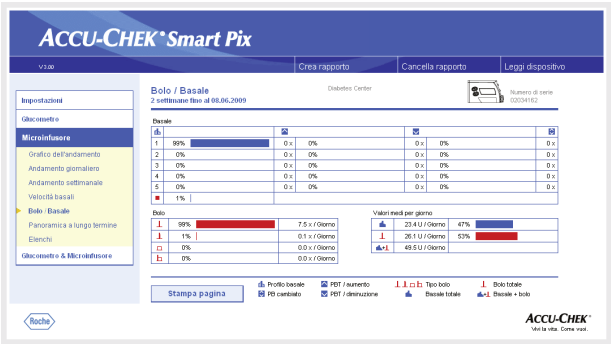 ACCU-CHEK® Smart Pix
V 3.00
Crea rapporto
Cancella rapporto
Leggi dispositivo
Impostazioni
Glucometro
Microinfusore
Grafico dell'andamento
Andamento giornaliero
Andamento settimanale
Velocità basali
Bolo / Basale
Panoramica a lungo termine
Elenchi
Glucometro & Microinfusore
Bolo / Basale
2 settimane fino al 08.06.2009
Diabetes Center
Numero di serie
02034162
Basale
1 99% 0 x 0% 0 x 0% 0 x
2 0% 0 x 0% 0 x 0% 0 x
3 0% 0 x 0% 0 x 0% 0 x
4 0% 0 x 0% 0 x 0% 0 x
5 0% 0 x 0% 0 x 0% 0 x
1%
Bolo
99% 7.5 x / Giorno
1% 0.1 x / Giorno
0% 0.0 x / Giorno
0% 0.0 x / Giorno
Valori medi per giorno
23.4 U / Giorno 47%
26.1 U / Giorno 53%
49.5 U / Giorno
Stampa pagina
Profilo basale PBT / aumento Tipo bolo Bolo totale
PB cambiato PBT / diminuzione Basale totale Basale + bolo
Roche
ACCU-CHEK®
Vivi la vita. Come vuoi.